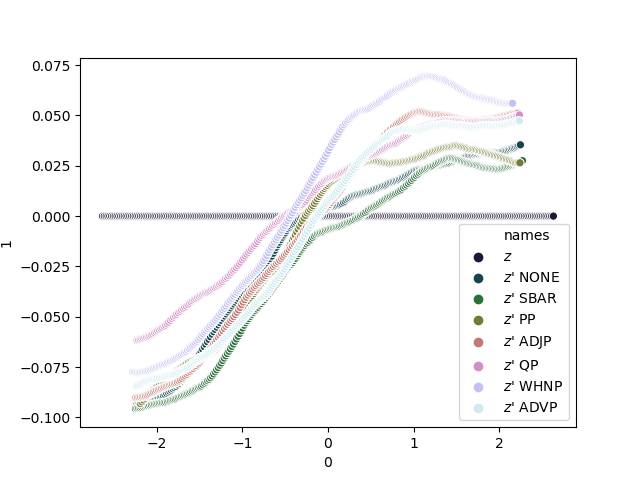 0.075
0.050
0.025
0.000
−0.025
−0.050
−0.075
−0.100
1
−2
−1
0
1
2
0
names
z
z' NONE
z' SBAR
z' PP
z' ADJP
z' QP
z' WHNP
z' ADVP